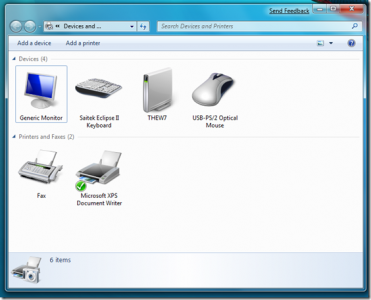 Send Feedback
Devices and ...
Search Devices and Printers
Add a device
Add a printer
Devices (4)
Generic Monitor
Saitek Eclipse II
Keyboard
THEW7
USB-PS/2 Optical
Mouse
Printers and Faxes (2)
Fax
Microsoft XPS
Document Writer
6 items